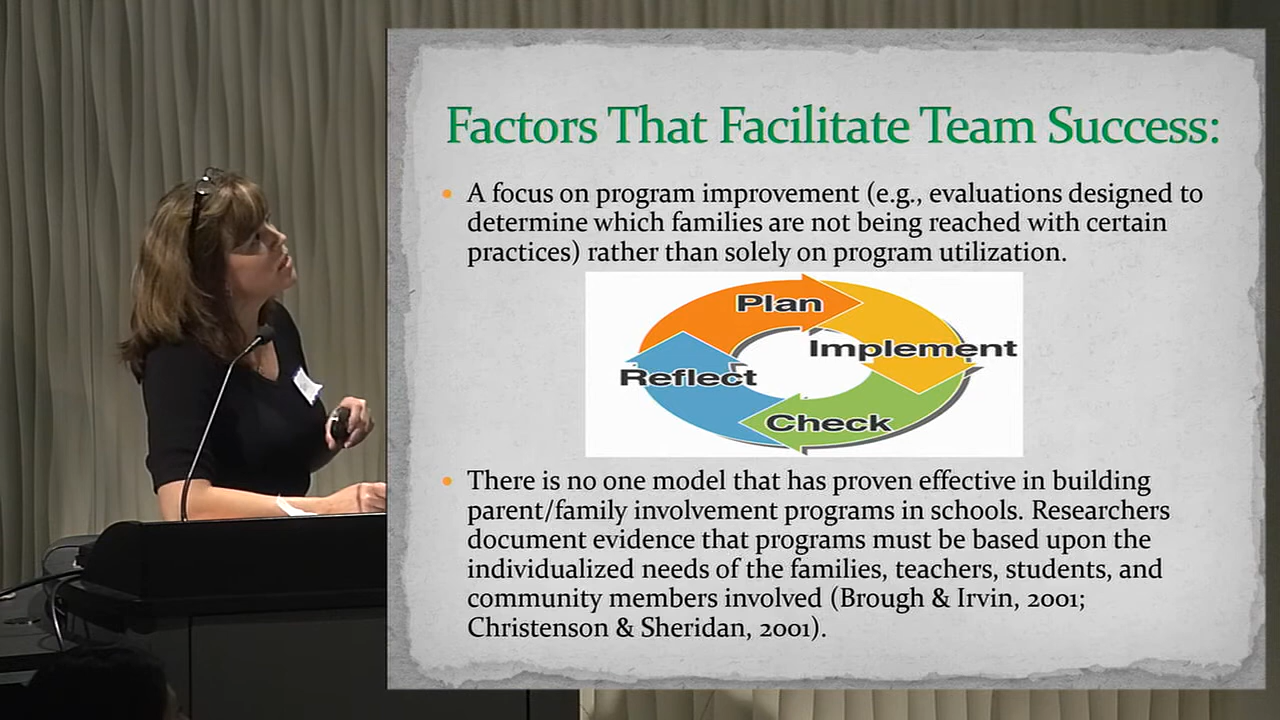 Factors That Facilitate Team Success:
A focus on program improvement (e.g., evaluations designed to
determine which families are not being reached with certain
practices) rather than solely on program utilization.
Plan
Implement
Reflect
Check
There is no one model that has proven effective in building
parent/family involvement programs in schools. Researchers
document evidence that programs must be based upon the
individualized needs of the families, teachers, students, and
community members involved (Brough & Irvin, 2001;
Christenson & Sheridan, 2001).